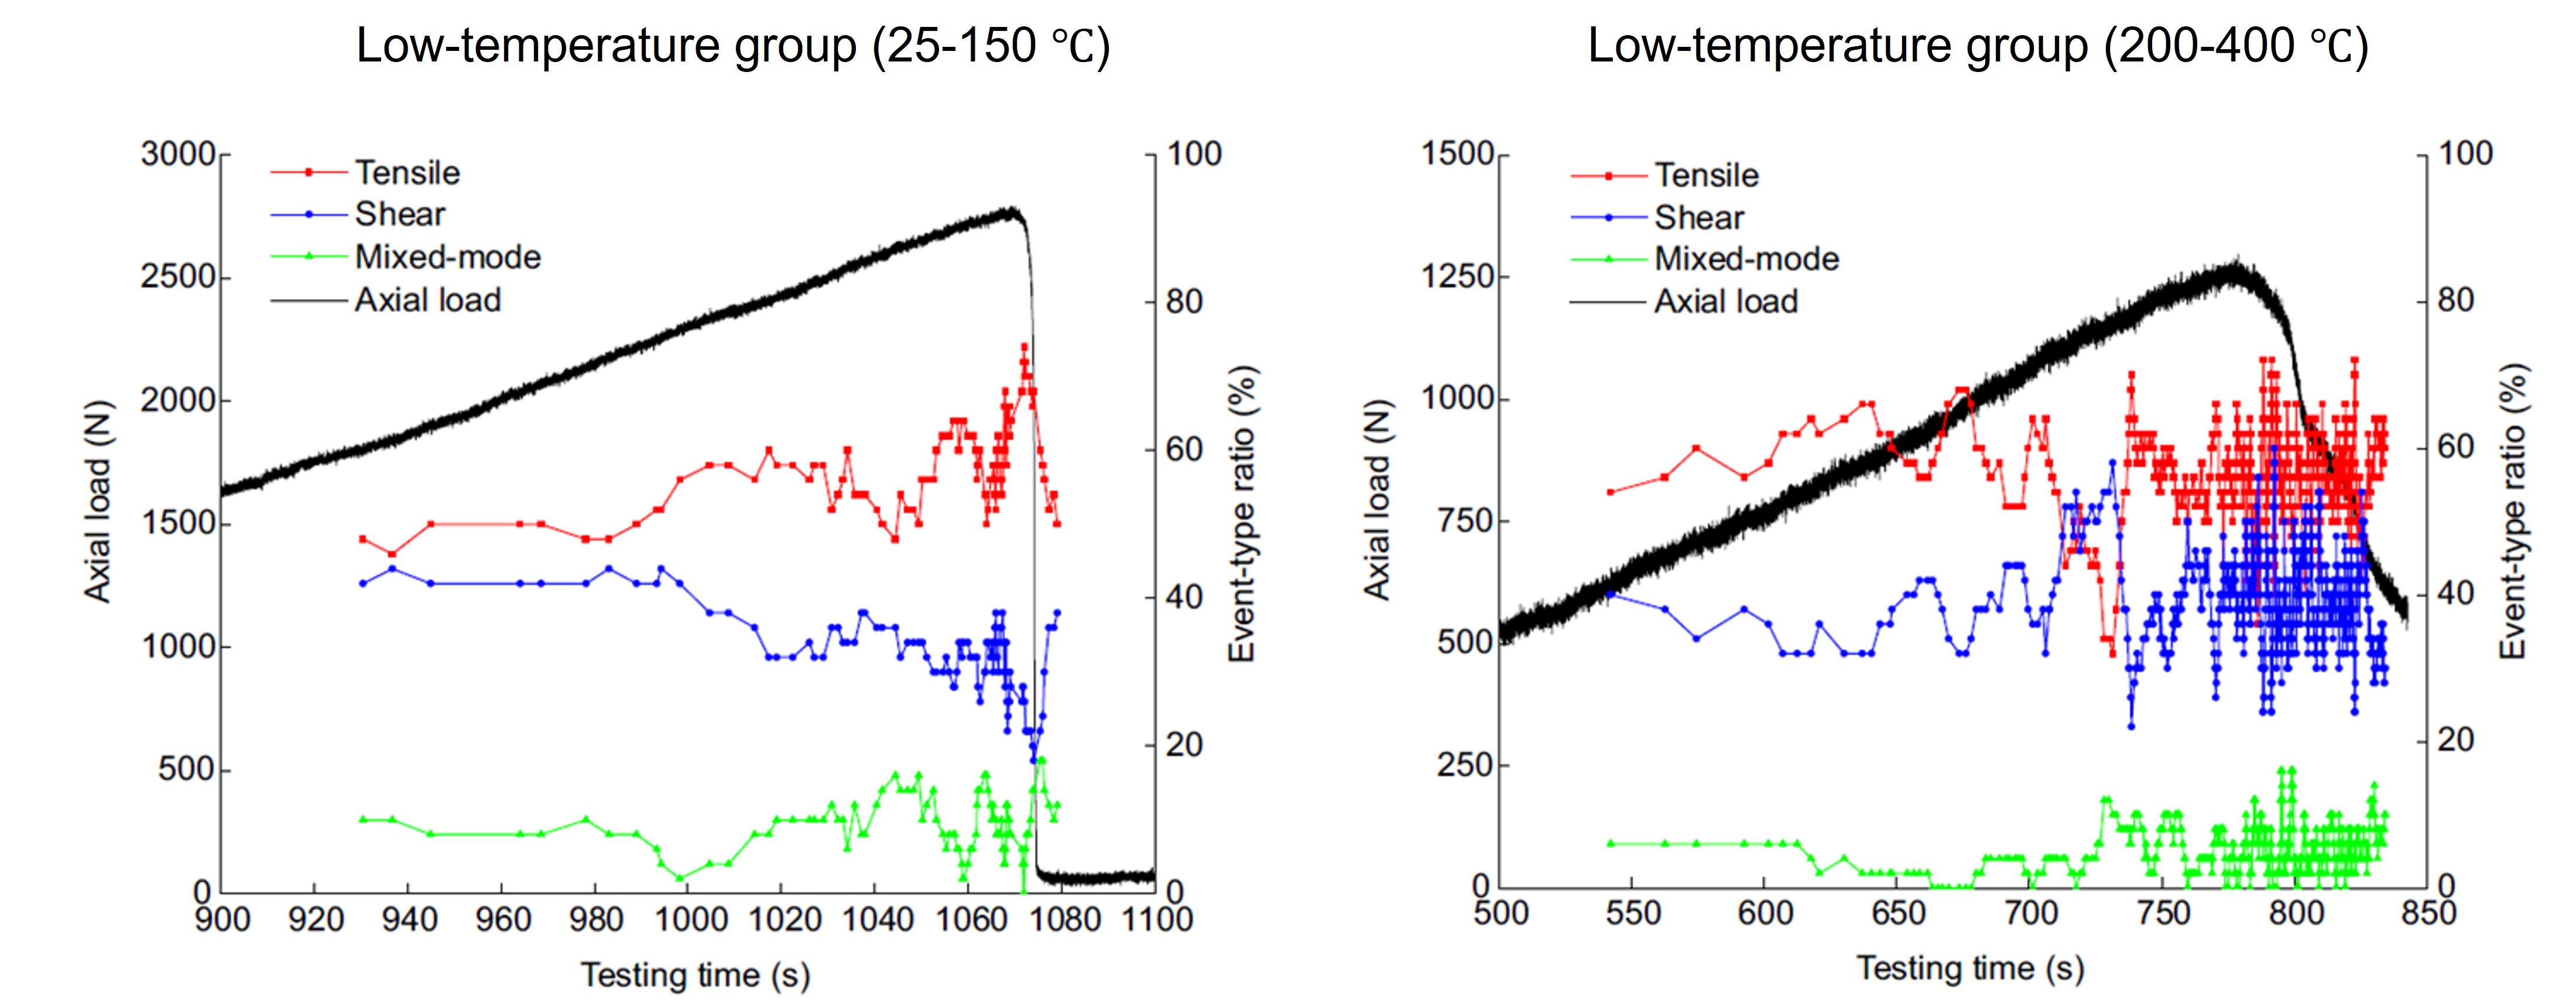 Low-temperature group (25-150 ℃)
3000
2500
2000
1500
1000
500
0
Axial load (N)
Tensile
Shear
Mixed-mode
Axial load
100
80
60
40
20
0
Event-type ratio (%)
900 920 940 960 980 1000 1020 1040 1060 1080 1100
Testing time (s)
Low-temperature group (200-400 ℃)
1500
1250
1000
750
500
250
0
Axial load (N)
Tensile
Shear
Mixed-mode
Axial load
100
80
60
40
20
0
Event-type ratio (%)
500 550 600 650 700 750 800 850
Testing time (s)